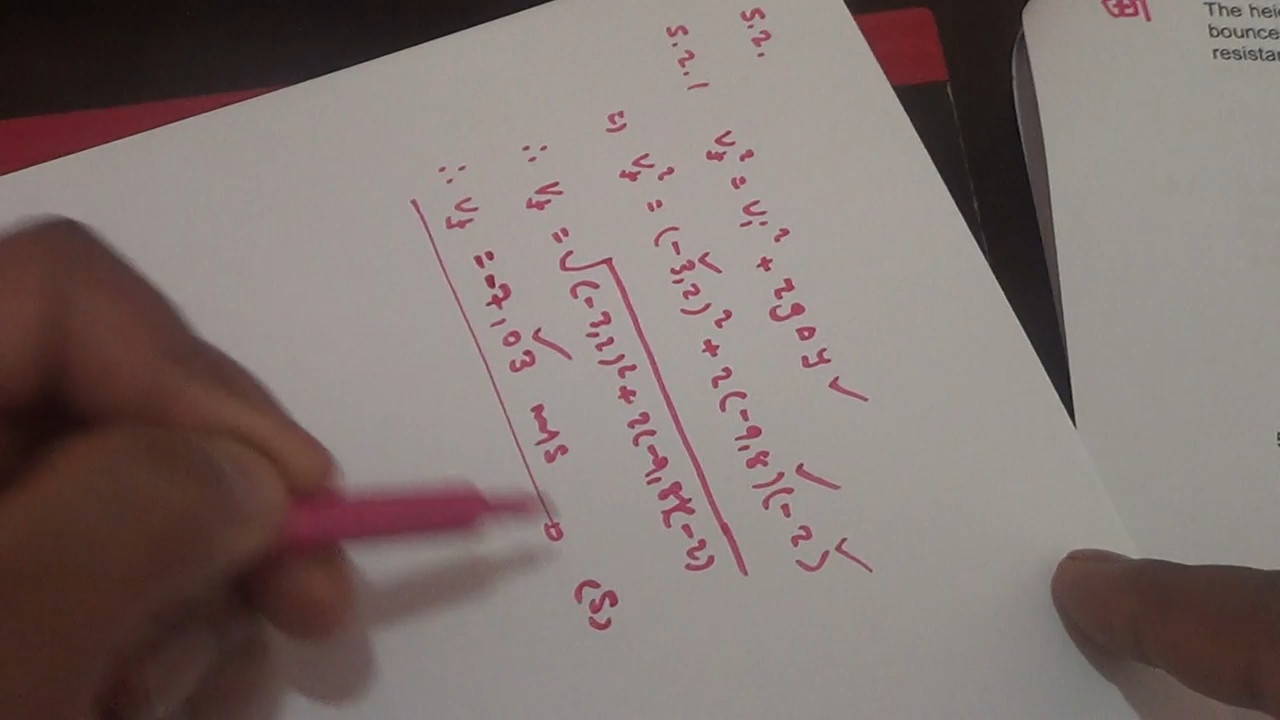 5.2.
5.2.1 vf² = vi² + 2gΔy ✓
∴ vf² = (-3,2)² + 2(-9,8)(-2)
∴ vf = √(-3,2)² + 2(-9,8)(-2)
∴ vf = -7,03 m/s
(5)
The hei
bounce
resista